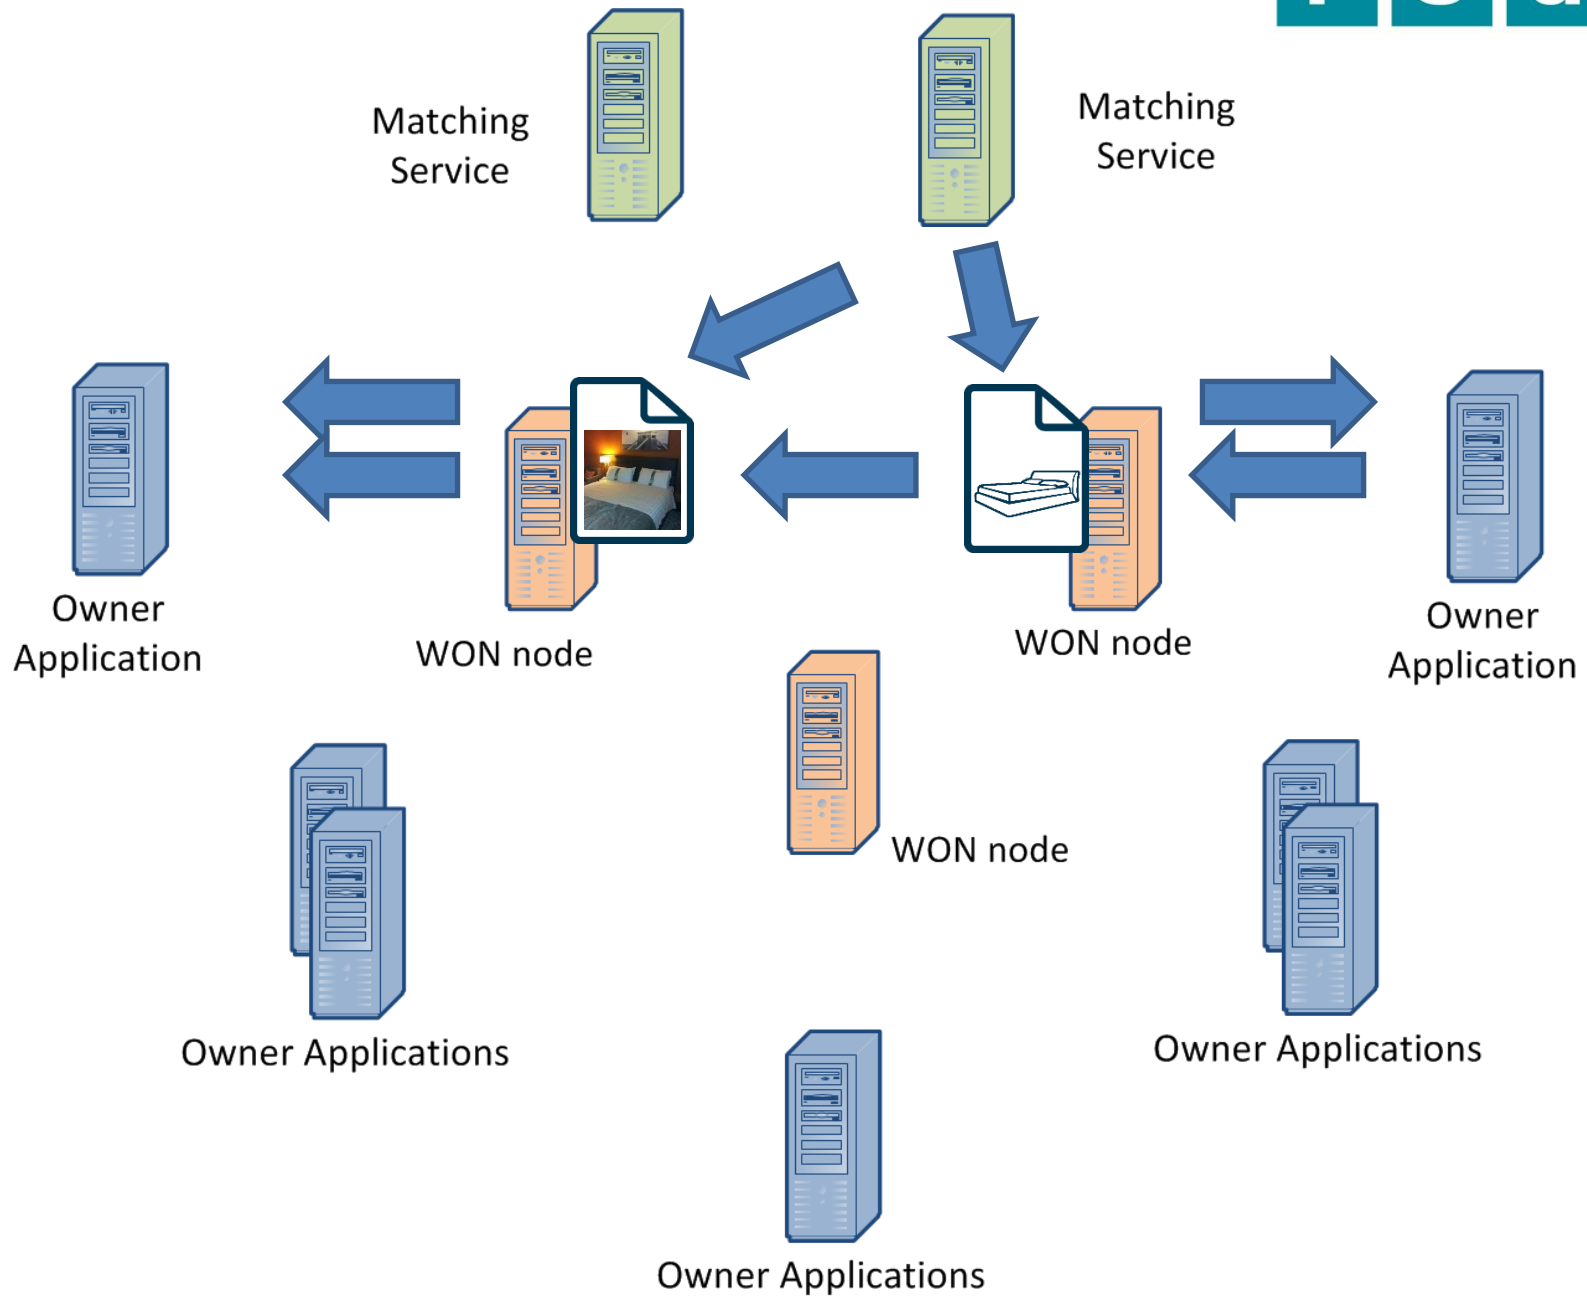 Matching
Service
Matching
Service
Owner
Application
WON node
WON node
Owner
Application
WON node
Owner Applications
Owner Applications
Owner Applications